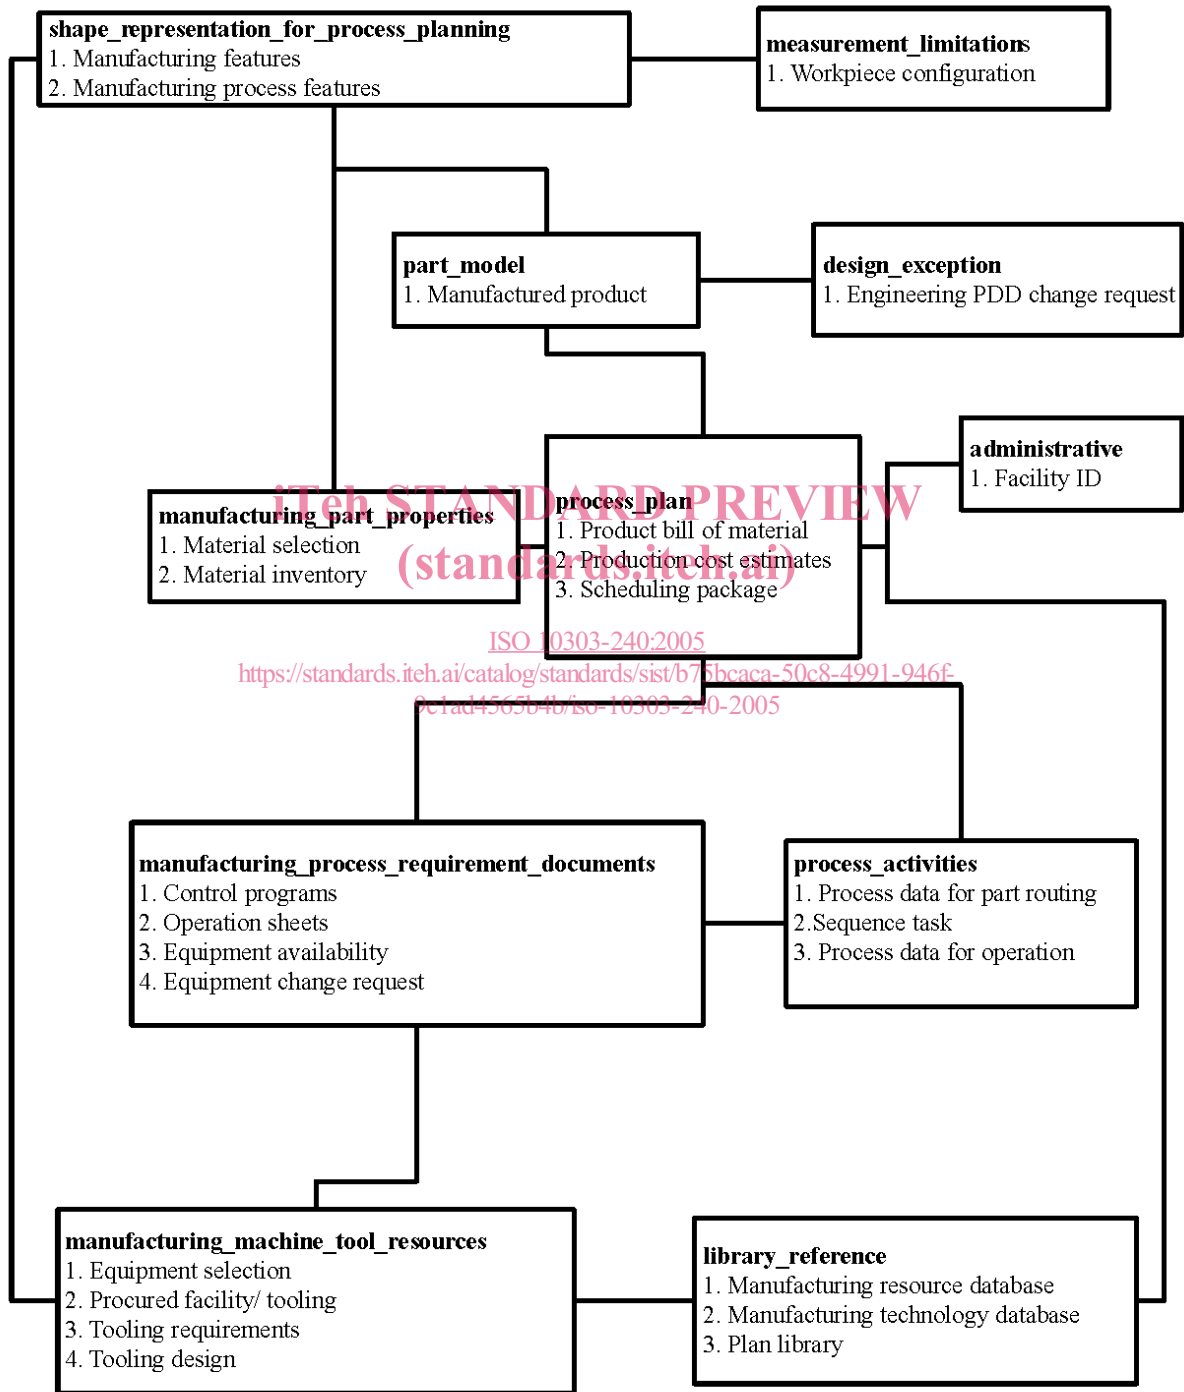 shape_representation_for_process_planning
1. Manufacturing features
2. Manufacturing process features
measurement_limitations
1. Workpiece configuration
part_model
1. Manufactured product
design_exception
1. Engineering PDD change request
administrative
1. Facility ID
iTeh STANDARD PREVIEW
(standards.iteh.ai)
manufacturing_part_properties
1. Material selection
2. Material inventory
process_plan
1. Product bill of material
2. Production cost estimates
3. Scheduling package
ISO 10303-240:2005
https://standards.iteh.ai/catalog/standards/sist/b75bcaca-50c8-4991-946f-
9c1ad4565b4b/iso-10303-240-2005
manufacturing_process_requirement_documents
1. Control programs
2. Operation sheets
3. Equipment availability
4. Equipment change request
process_activities
1. Process data for part routing
2.Sequence task
3. Process data for operation
manufacturing_machine_tool_resources
1. Equipment selection
2. Procured facility/ tooling
3. Tooling requirements
4. Tooling design
library_reference
1. Manufacturing resource database
2. Manufacturing technology database
3. Plan library